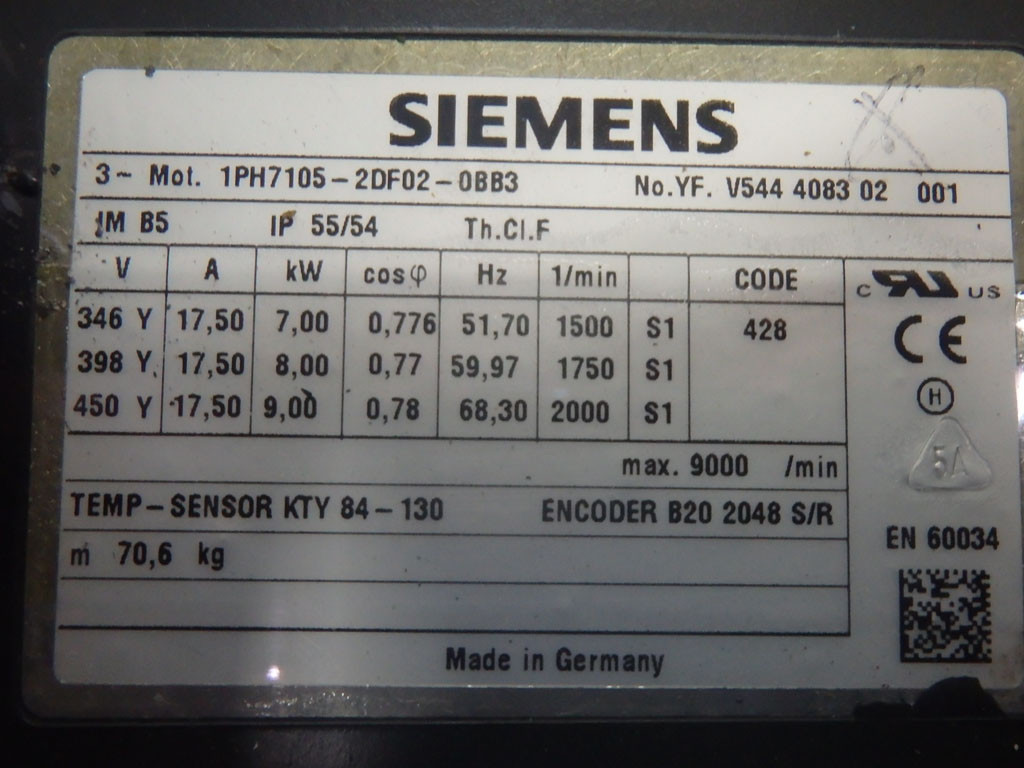 SIEMENS
3~ Mot. 1PH7105-2DF02-0BB3 No.YF. V544 4083 02 001
IM B5 IP 55/54 Th.Cl.F
V A kW cosφ Hz 1/min CODE
346 Y 17,50 7,00 0,776 51,70 1500 S1 428
398 Y 17,50 8,00 0,77 59,97 1750 S1
450 Y 17,50 9,00 0,78 68,30 2000 S1
max. 9000 /min
TEMP-SENSOR KTY 84-130 ENCODER B20 2048 S/R
m 70,6 kg
Made in Germany
c RU US
CE
H
5A
EN 60034